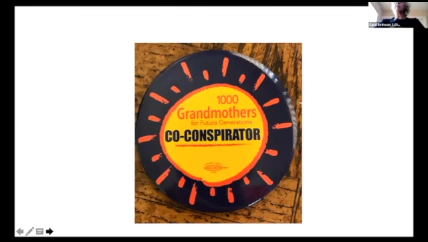 1000
Grandmothers
for Future Generations
CO-CONSPIRATOR